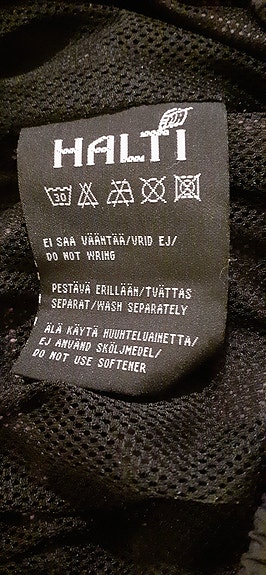 HALTI
30
EI SAA VÄÄNTÄÄ/VRID EJ/
DO NOT WRING
PESTÄVÄ ERILLÄÄN/TVÄTTAS
SEPARAT/WASH SEPARATELY
ÄLÄ KÄYTÄ HUUHTELUAINETTA/
EJ ANVÄND SKÖLJMEDEL/
DO NOT USE SOFTENER